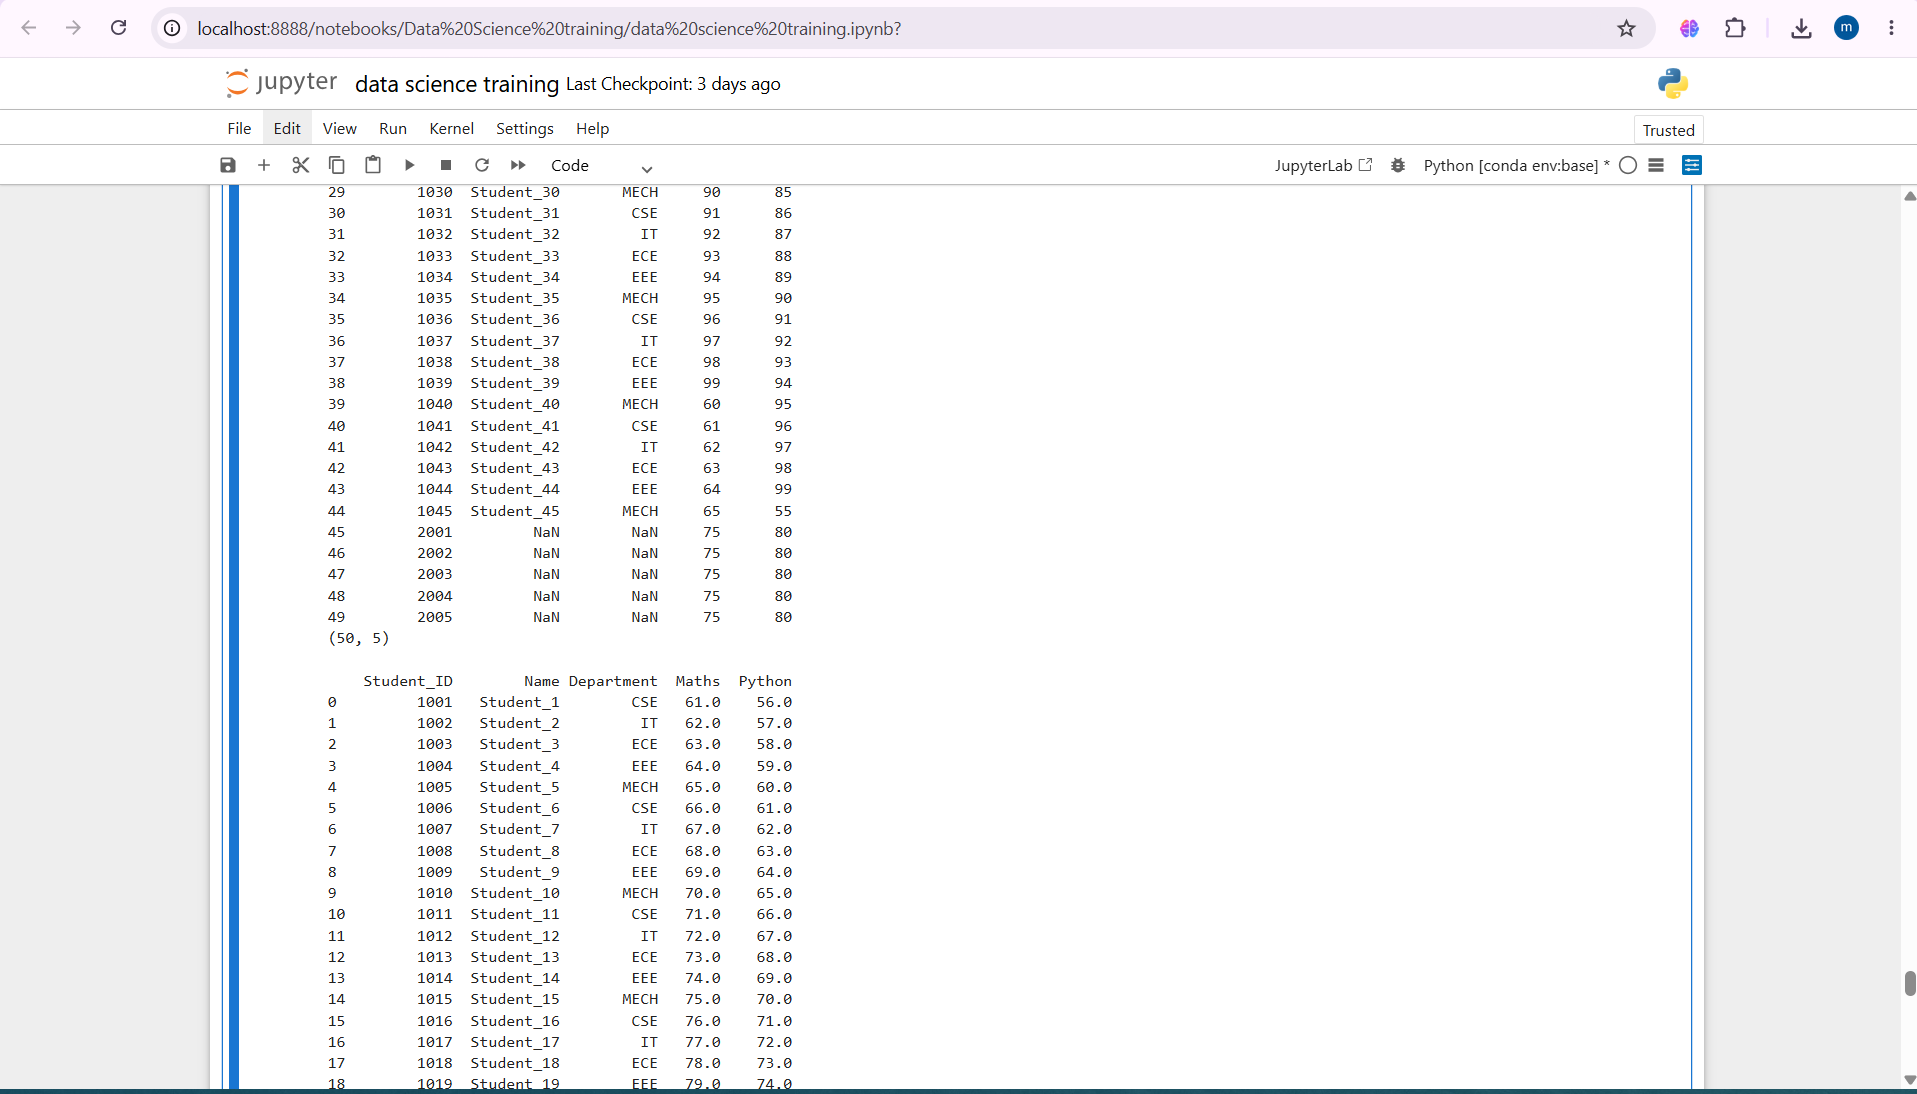 localhost:8888/notebooks/Data%20Science%20training/data%20science%20training.ipynb?
m
jupyter data science training Last Checkpoint: 3 days ago
File Edit View Run Kernel Settings Help
Trusted
Code
JupyterLab
Python [conda env:base] *
29 1030 Student_30 MECH 90 85
30 1031 Student_31 CSE 91 86
31 1032 Student_32 IT 92 87
32 1033 Student_33 ECE 93 88
33 1034 Student_34 EEE 94 89
34 1035 Student_35 MECH 95 90
35 1036 Student_36 CSE 96 91
36 1037 Student_37 IT 97 92
37 1038 Student_38 ECE 98 93
38 1039 Student_39 EEE 99 94
39 1040 Student_40 MECH 60 95
40 1041 Student_41 CSE 61 96
41 1042 Student_42 IT 62 97
42 1043 Student_43 ECE 63 98
43 1044 Student_44 EEE 64 99
44 1045 Student_45 MECH 65 55
45 2001 NaN NaN 75 80
46 2002 NaN NaN 75 80
47 2003 NaN NaN 75 80
48 2004 NaN NaN 75 80
49 2005 NaN NaN 75 80
(50, 5)
Student_ID Name Department Maths Python
0 1001 Student_1 CSE 61.0 56.0
1 1002 Student_2 IT 62.0 57.0
2 1003 Student_3 ECE 63.0 58.0
3 1004 Student_4 EEE 64.0 59.0
4 1005 Student_5 MECH 65.0 60.0
5 1006 Student_6 CSE 66.0 61.0
6 1007 Student_7 IT 67.0 62.0
7 1008 Student_8 ECE 68.0 63.0
8 1009 Student_9 EEE 69.0 64.0
9 1010 Student_10 MECH 70.0 65.0
10 1011 Student_11 CSE 71.0 66.0
11 1012 Student_12 IT 72.0 67.0
12 1013 Student_13 ECE 73.0 68.0
13 1014 Student_14 EEE 74.0 69.0
14 1015 Student_15 MECH 75.0 70.0
15 1016 Student_16 CSE 76.0 71.0
16 1017 Student_17 IT 77.0 72.0
17 1018 Student_18 ECE 78.0 73.0
18 1019 Student_19 EEE 79.0 74.0